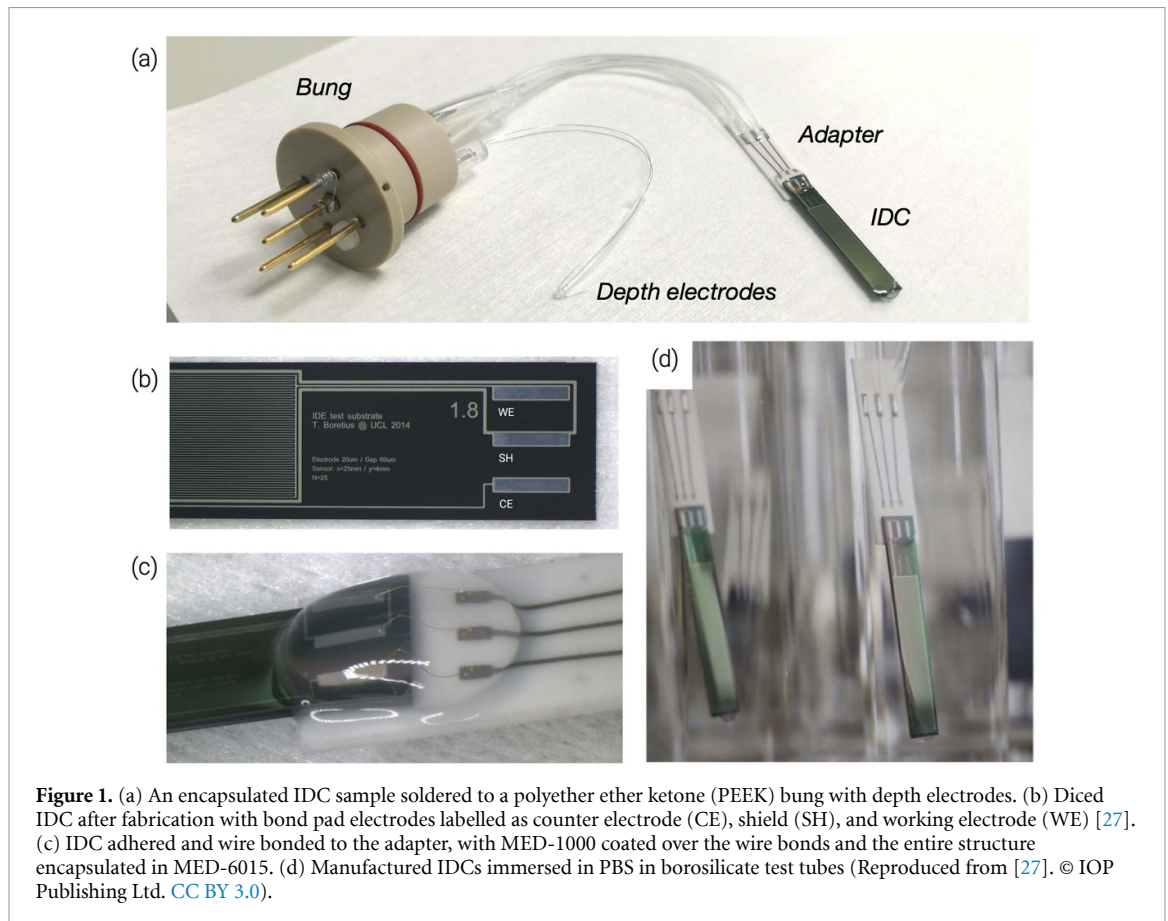 (a)
Bung
Adapter
IDC
Depth electrodes
(b)
IDE test substrate
T. Boretius @ UCL 2014
1.8
WE
Electrode 20um / Gap 60um
Sensor: x=25mm / y=4mm
N=25
SH
CE
(c)
(d)
Figure 1. (a) An encapsulated IDC sample soldered to a polyether ether ketone (PEEK) bung with depth electrodes. (b) Diced
IDC after fabrication with bond pad electrodes labelled as counter electrode (CE), shield (SH), and working electrode (WE) [27].
(c) IDC adhered and wire bonded to the adapter, with MED-1000 coated over the wire bonds and the entire structure
encapsulated in MED-6015. (d) Manufactured IDCs immersed in PBS in borosilicate test tubes (Reproduced from [27]. © IOP
Publishing Ltd. CC BY 3.0).